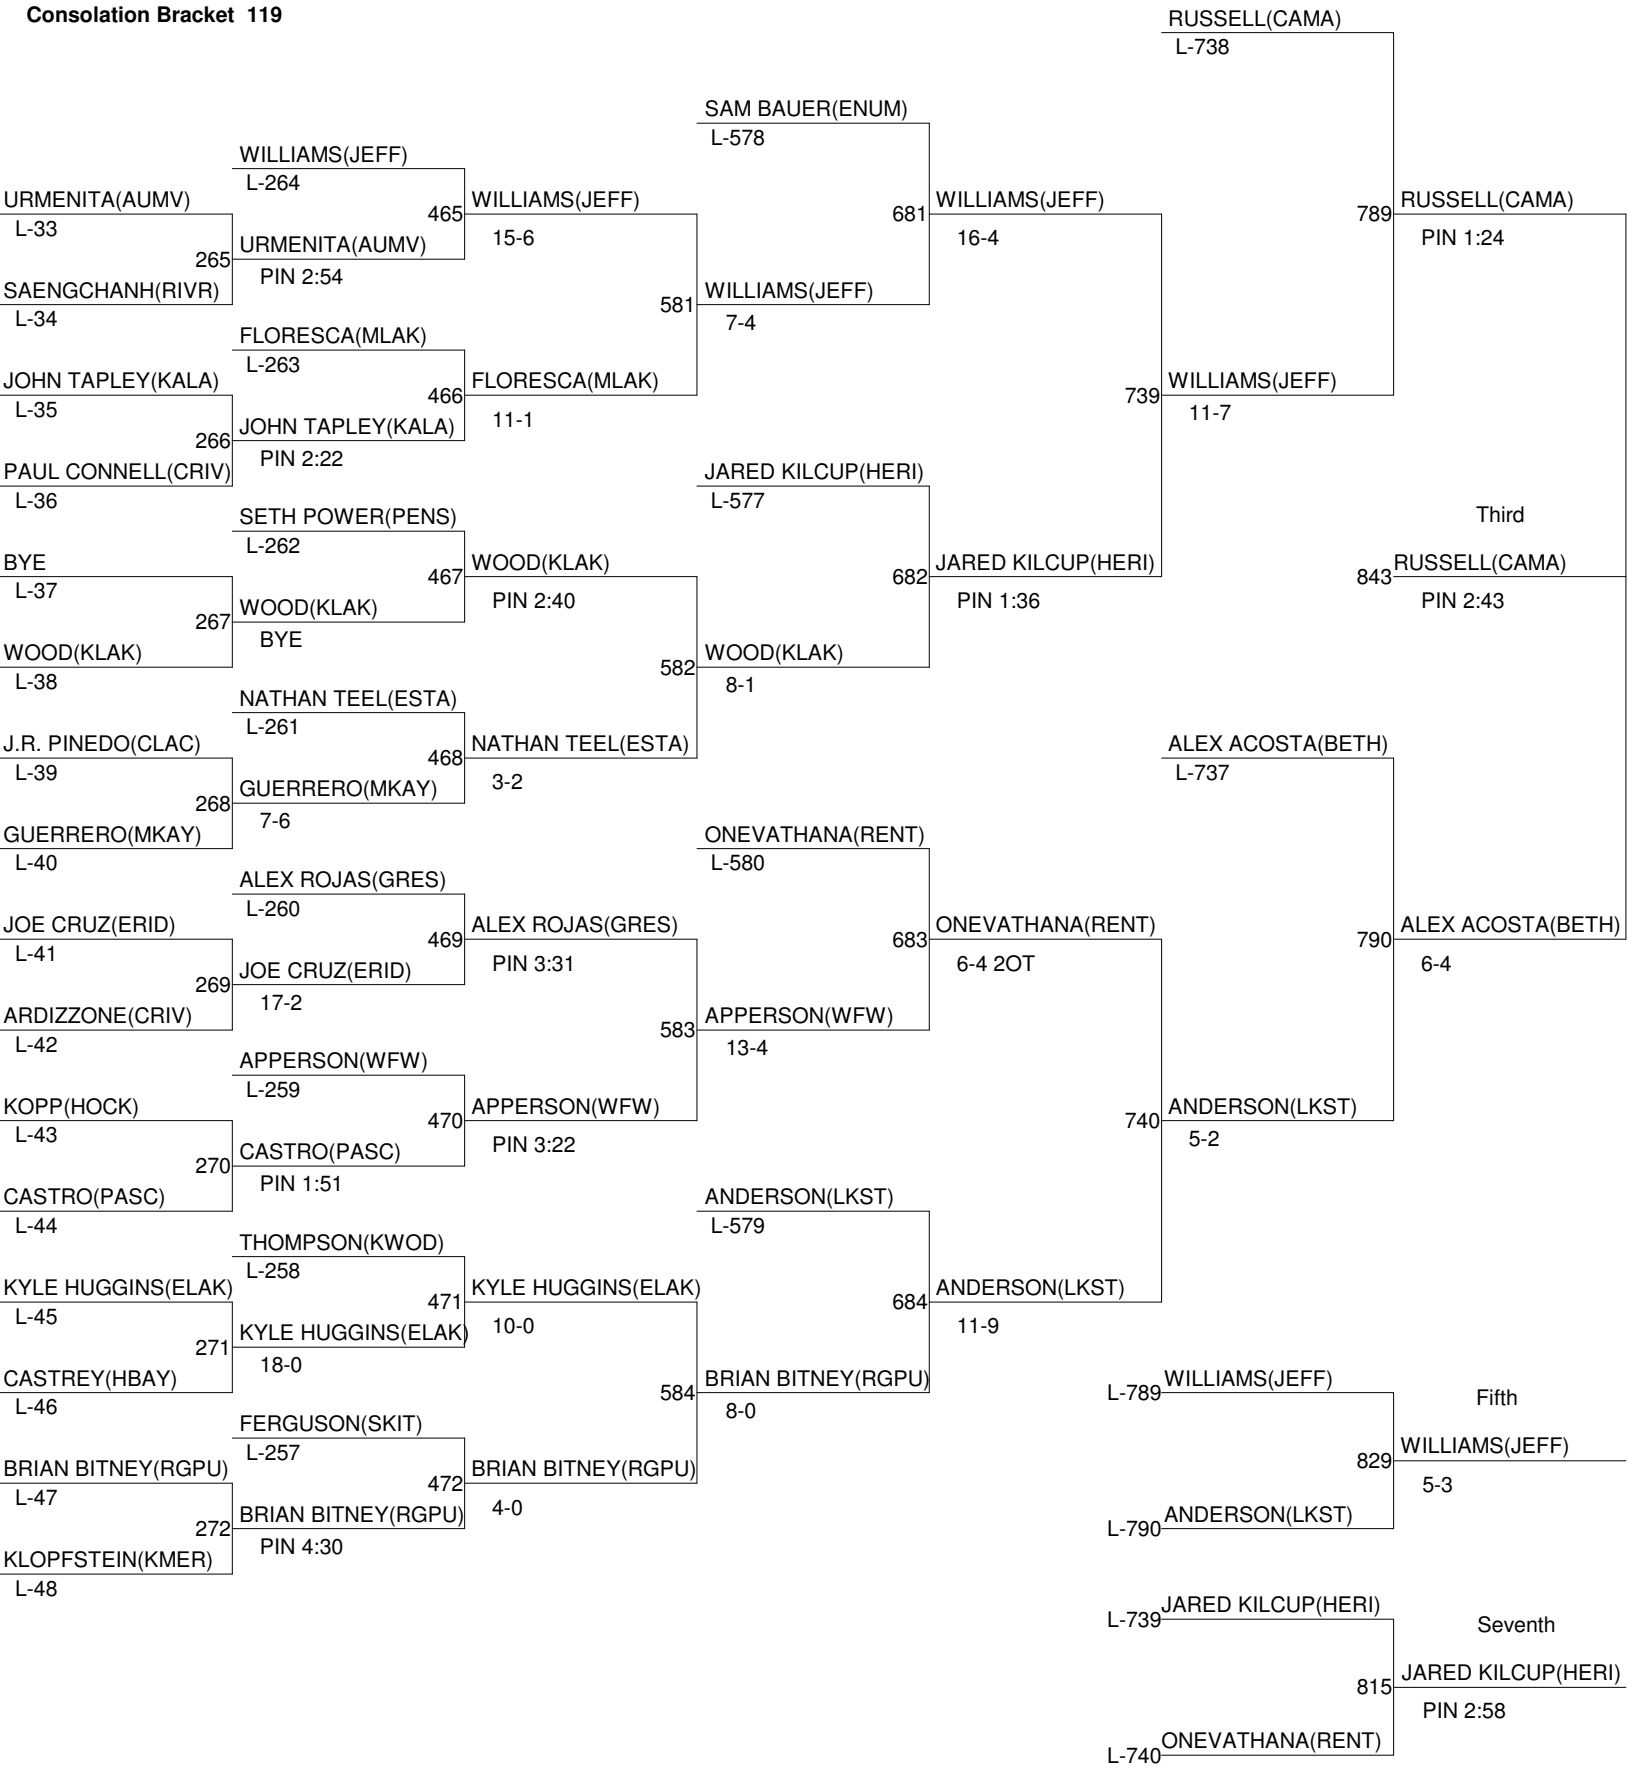 Consolation Bracket 119
URMENITA(AUMV)
L-33
265
SAENGCHANH(RIVR)
L-34
JOHN TAPLEY(KALA)
L-35
266
PAUL CONNELL(CRIV)
L-36
BYE
L-37
267
WOOD(KLAK)
L-38
J.R. PINEDO(CLAC)
L-39
268
GUERRERO(MKAY)
L-40
JOE CRUZ(ERID)
L-41
269
ARDIZZONE(CRIV)
L-42
KOPP(HOCK)
L-43
270
CASTRO(PASC)
L-44
KYLE HUGGINS(ELAK)
L-45
271
CASTREY(HBAY)
L-46
BRIAN BITNEY(RGPU)
L-47
272
KLOPFSTEIN(KMER)
L-48
WILLIAMS(JEFF)
L-264
465
URMENITA(AUMV)
PIN 2:54
FLORESCA(MLAK)
L-263
466
JOHN TAPLEY(KALA)
PIN 2:22
SETH POWER(PENS)
L-262
467
WOOD(KLAK)
BYE
NATHAN TEEL(ESTA)
L-261
468
GUERRERO(MKAY)
7-6
ALEX ROJAS(GRES)
L-260
469
JOE CRUZ(ERID)
17-2
APPERSON(WFW)
L-259
470
CASTRO(PASC)
PIN 1:51
THOMPSON(KWOD)
L-258
471
KYLE HUGGINS(ELAK)
18-0
FERGUSON(SKIT)
L-257
472
BRIAN BITNEY(RGPU)
PIN 4:30
WILLIAMS(JEFF)
15-6
581
FLORESCA(MLAK)
11-1
WOOD(KLAK)
PIN 2:40
582
NATHAN TEEL(ESTA)
3-2
ALEX ROJAS(GRES)
PIN 3:31
583
APPERSON(WFW)
PIN 3:22
KYLE HUGGINS(ELAK)
10-0
584
BRIAN BITNEY(RGPU)
4-0
SAM BAUER(ENUM)
L-578
681
WILLIAMS(JEFF)
7-4
JARED KILCUP(HERI)
L-577
682
WOOD(KLAK)
8-1
ONEVATHANA(RENT)
L-580
683
APPERSON(WFW)
13-4
ANDERSON(LKST)
L-579
684
BRIAN BITNEY(RGPU)
8-0
WILLIAMS(JEFF)
16-4
739
JARED KILCUP(HERI)
PIN 1:36
ONEVATHANA(RENT)
6-4 2OT
740
ANDERSON(LKST)
11-9
RUSSELL(CAMA)
L-738
789
WILLIAMS(JEFF)
11-7
ALEX ACOSTA(BETH)
L-737
790
ANDERSON(LKST)
5-2
RUSSELL(CAMA)
PIN 1:24
Third
843
RUSSELL(CAMA)
PIN 2:43
ALEX ACOSTA(BETH)
6-4
L-789
WILLIAMS(JEFF)
Fifth
829
WILLIAMS(JEFF)
5-3
L-790
ANDERSON(LKST)
L-739
JARED KILCUP(HERI)
Seventh
815
JARED KILCUP(HERI)
PIN 2:58
L-740
ONEVATHANA(RENT)